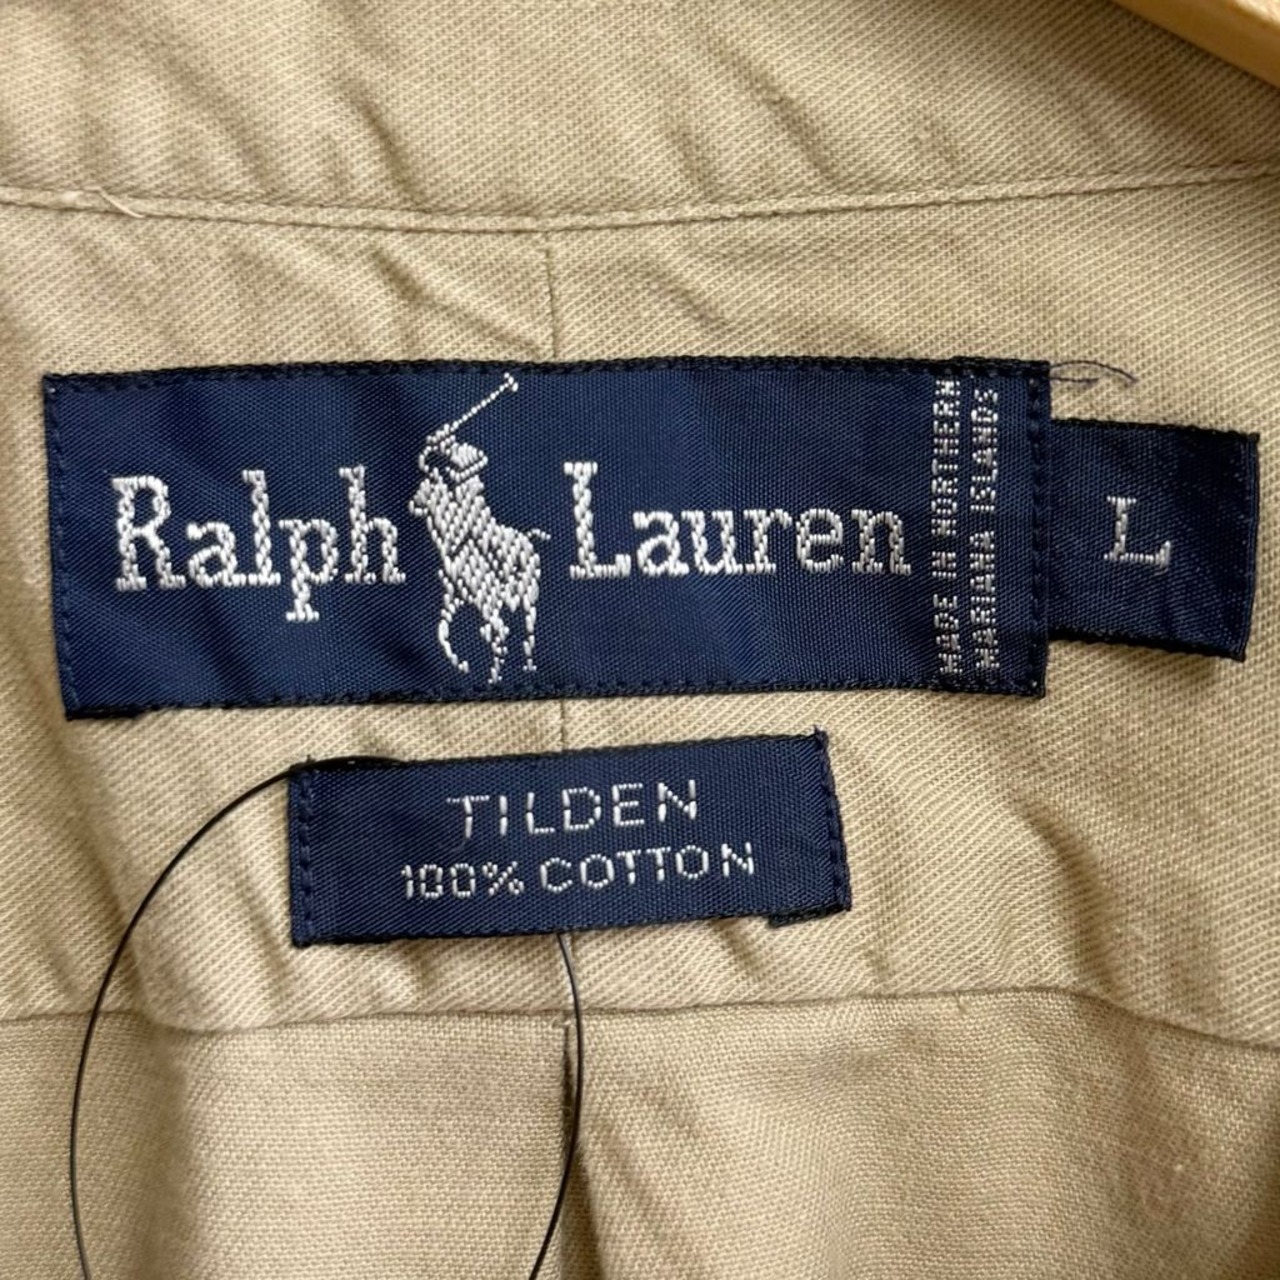 Ralph Lauren
MADE IN NORTHERN
MARIANA ISLANDS
L
TILDEN
100% COTTON